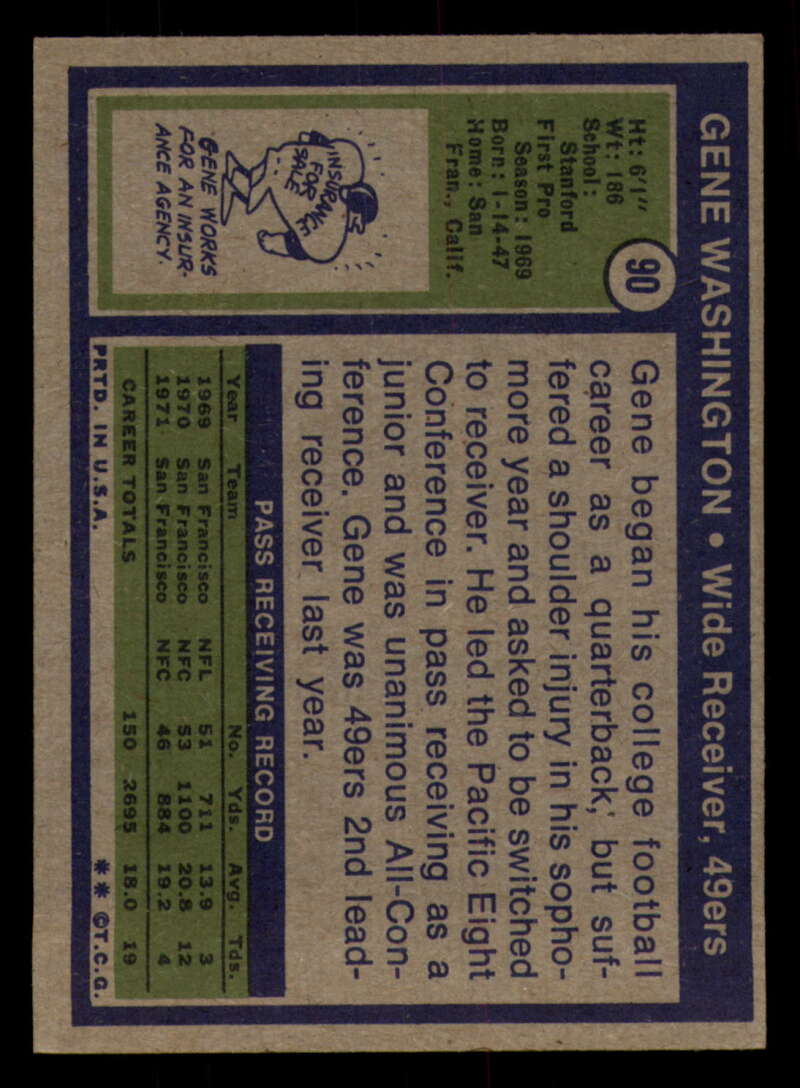 GENE WASHINGTON • Wide Receiver, 49ers
90
Ht: 6'1"
Wt: 186
School:
Stanford
First Pro
Season: 1969
Born: 1-14-47
Home: San
Fran., Calif.
INSURANCE
FOR
SALE
GENE WORKS
FOR AN INSUR-
ANCE AGENCY.
Gene began his college football
career as a quarterback, but suf-
fered a shoulder injury in his sopho-
more year and asked to be switched
to receiver. He led the Pacific Eight
Conference in pass receiving as a
junior and was unanimous All-Con-
ference. Gene was 49ers 2nd lead-
ing receiver last year.
PASS RECEIVING RECORD
Year Team No. Yds. Avg. Tds.
1969 San Francisco NFL 51 711 13.9 3
1970 San Francisco NFC 53 1100 20.8 12
1971 San Francisco NFC 46 884 19.2 4
CAREER TOTALS 150 2695 18.0 19
PRTD. IN U.S.A. ** ©T.C.G.